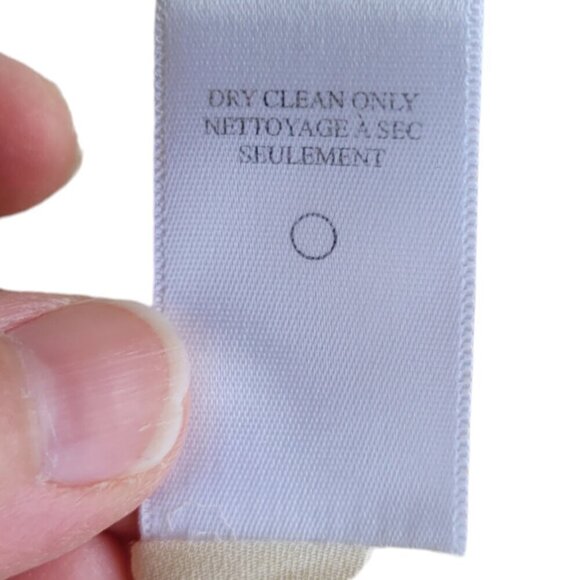 DRY CLEAN ONLY
NETTOYAGE À SEC
SEULEMENT